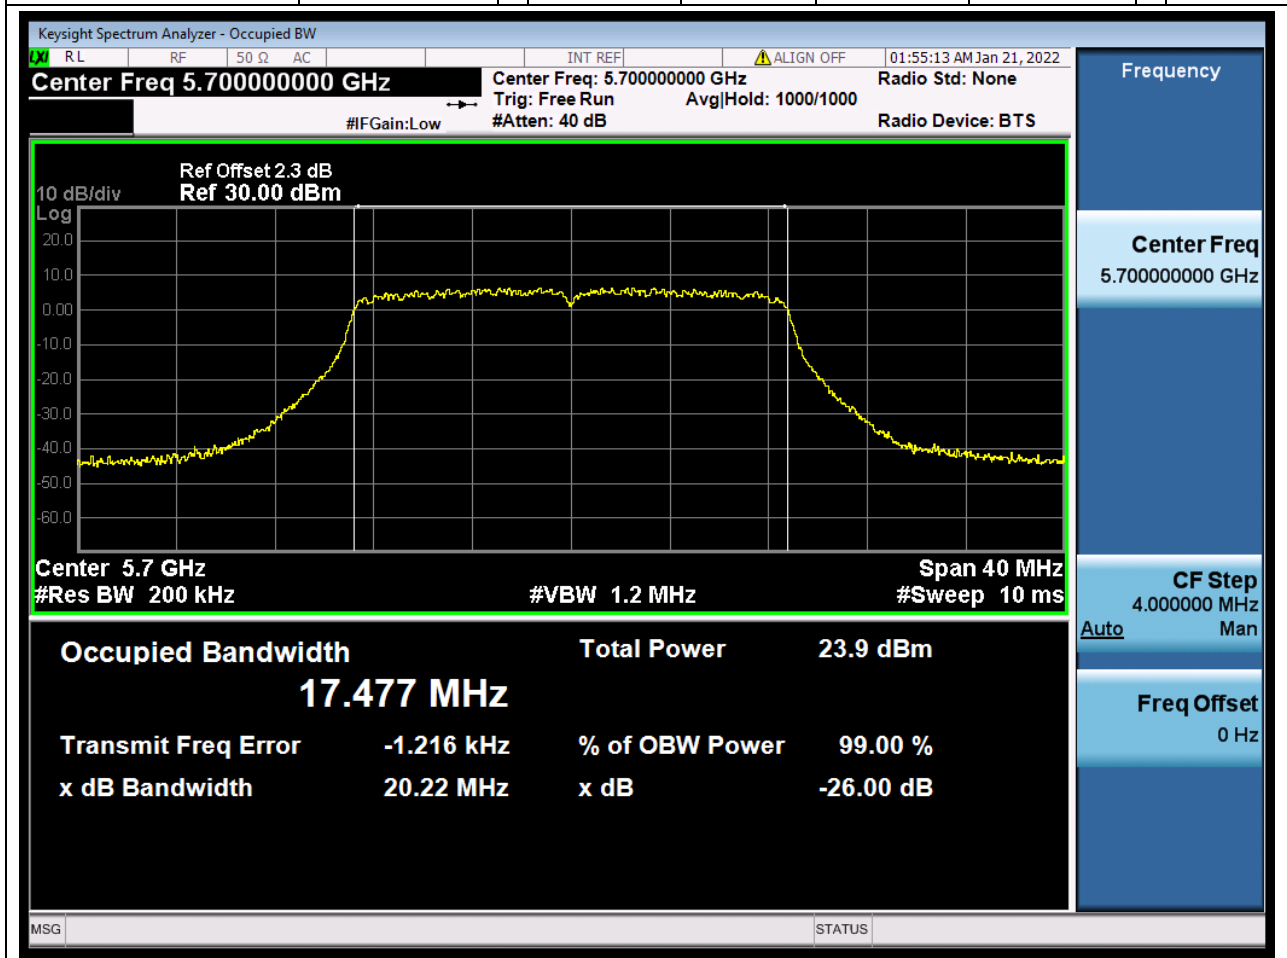 Keysight Spectrum Analyzer - Occupied BW
LXI RL RF 50 Ω AC INT REF ALIGN OFF 01:55:13 AM Jan 21, 2022
Center Freq 5.700000000 GHz
Center Freq: 5.700000000 GHz Radio Std: None
Trig: Free Run Avg|Hold: 1000/1000
#IFGain:Low #Atten: 40 dB Radio Device: BTS
Ref Offset 2.3 dB
10 dB/div Ref 30.00 dBm
Log
20.0
10.0
0.00
-10.0
-20.0
-30.0
-40.0
-50.0
-60.0
Center 5.7 GHz Span 40 MHz
#Res BW 200 kHz #VBW 1.2 MHz #Sweep 10 ms
Occupied Bandwidth Total Power 23.9 dBm
17.477 MHz
Transmit Freq Error -1.216 kHz % of OBW Power 99.00 %
x dB Bandwidth 20.22 MHz x dB -26.00 dB
MSG STATUS
Frequency
Center Freq
5.700000000 GHz
CF Step
4.000000 MHz
Auto Man
Freq Offset
0 Hz